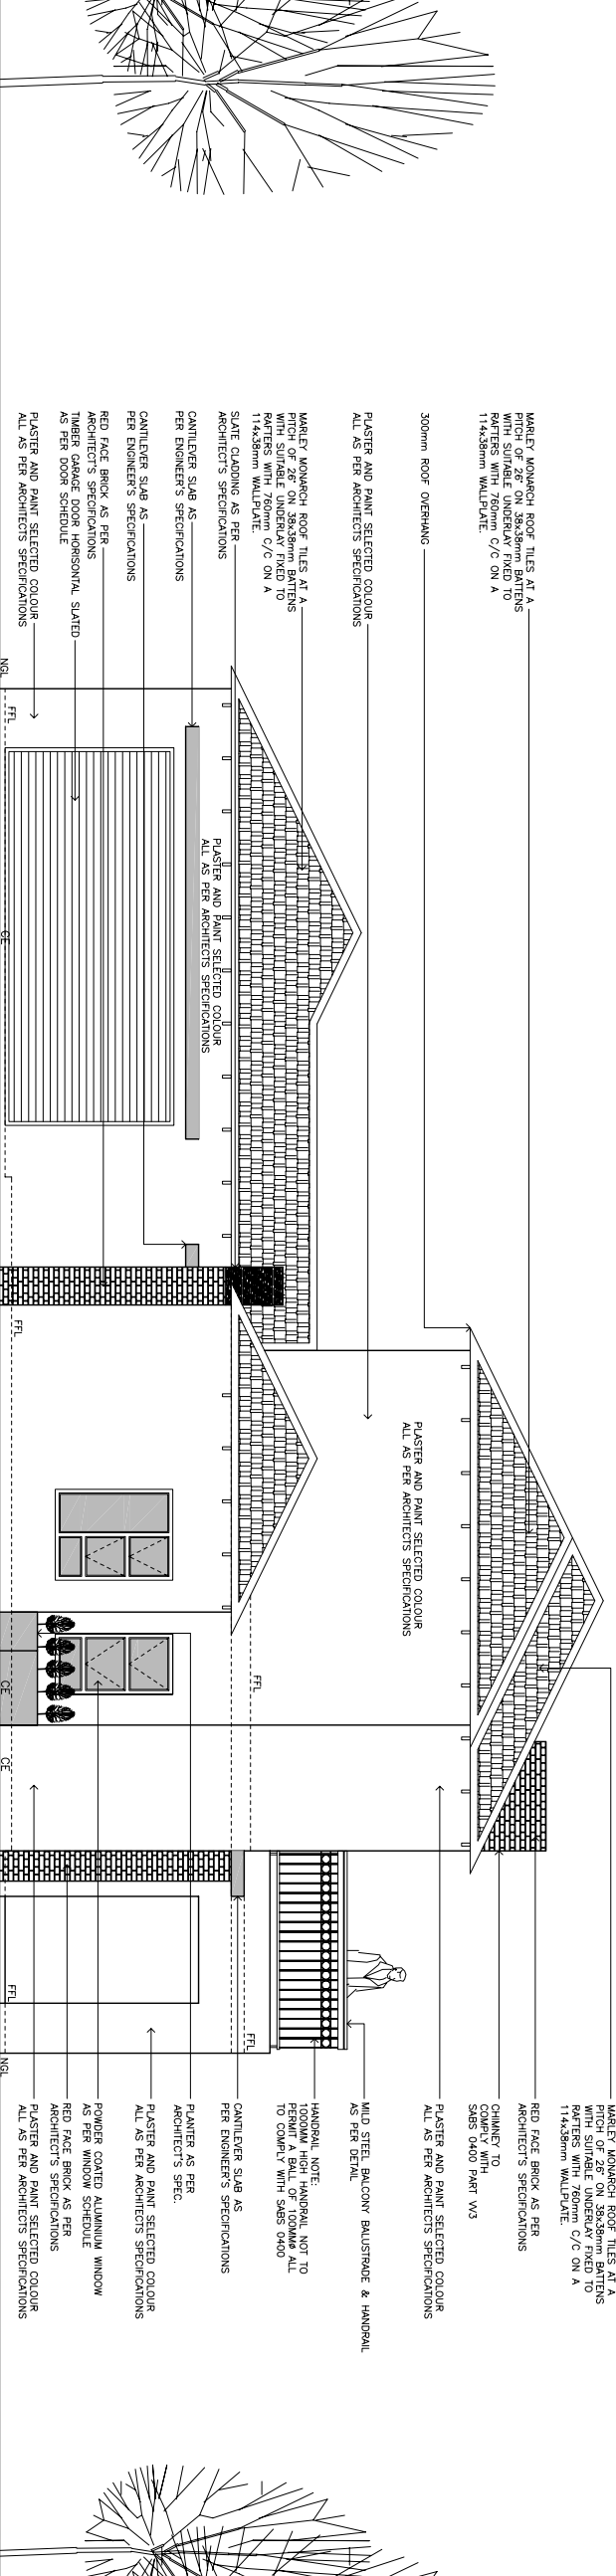 MARLEY MONARCH ROOF TILES AT A
PITCH OF 26° ON 38x38mm BATTENS
WITH SUITABLE UNDERLAY FIXED TO
RAFTERS WITH 760mm C/C ON A
114x38mm WALLPLATE.
300mm ROOF OVERHANG
PLASTER AND PAINT SELECTED COLOUR
ALL AS PER ARCHITECTS SPECIFICATIONS
MARLEY MONARCH ROOF TILES AT A
PITCH OF 26° ON 38x38mm BATTENS
WITH SUITABLE UNDERLAY FIXED TO
RAFTERS WITH 760mm C/C ON A
114x38mm WALLPLATE.
SLATE CLADDING AS PER
ARCHITECTS SPECIFICATIONS
CANTILEVER SLAB AS
PER ENGINEER'S SPECIFICATIONS
CANTILEVER SLAB AS
PER ENGINEER'S SPECIFICATIONS
RED FACE BRICK AS PER
ARCHITECT'S SPECIFICATIONS
TIMBER GARAGE DOOR HORISONTAL SLATED
AS PER DOOR SCHEDULE
PLASTER AND PAINT SELECTED COLOUR
ALL AS PER ARCHITECTS SPECIFICATIONS
NGL
FFL
CE
PLASTER AND PAINT SELECTED COLOUR
ALL AS PER ARCHITECTS SPECIFICATIONS
FFL
PLASTER AND PAINT SELECTED COLOUR
ALL AS PER ARCHITECTS SPECIFICATIONS
FFL
CE
CE
FFL
FFL
NGL
MARLEY MONARCH ROOF TILES AT A
PITCH OF 26° ON 38x38mm BATTENS
WITH SUITABLE UNDERLAY FIXED TO
RAFTERS WITH 760mm C/C ON A
114x38mm WALLPLATE.
RED FACE BRICK AS PER
ARCHITECT'S SPECIFICATIONS
CHIMNEY TO
COMPLY WITH
SABS 0400 PART VV3
PLASTER AND PAINT SELECTED COLOUR
ALL AS PER ARCHITECTS SPECIFICATIONS
MILD STEEL BALCONY BALUSTRADE & HANDRAIL
AS PER DETAIL
HANDRAIL NOTE:
1000MM HIGH HANDRAIL NOT TO
PERMIT A BALL OF 100MMø ALL
TO COMPLY WITH SABS 0400
CANTILEVER SLAB AS
PER ENGINEER'S SPECIFICATIONS
PLANTER AS PER
ARCHITECT'S SPEC.
PLASTER AND PAINT SELECTED COLOUR
ALL AS PER ARCHITECTS SPECIFICATIONS
POWDER COATED ALUMINIUM WINDOW
AS PER WINDOW SCHEDULE
RED FACE BRICK AS PER
ARCHITECT'S SPECIFICATIONS
PLASTER AND PAINT SELECTED COLOUR
ALL AS PER ARCHITECTS SPECIFICATIONS